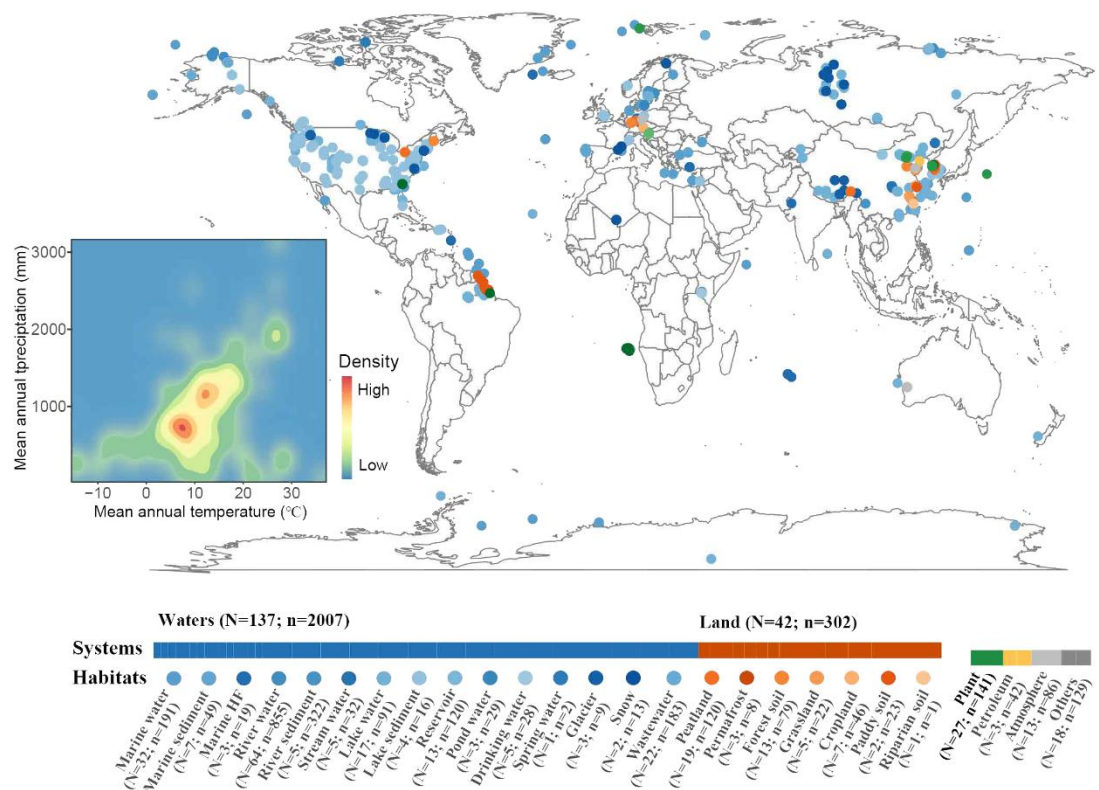 3000
2000
1000
Mean annual tpreciptation (mm)
−10
0
10
20
30
Mean annual temperature (℃)
Density
High
Low
Waters (N=137; n=2007)
Land (N=42; n=302)
Systems
Habitats
Marine water
(N=32; n=191)
Mariver sediment
(N=7; n=49)
Marine HF
(N=3; n=19)
River water
(N=64; n=855)
River sediment
(N=5; n=322)
Stream water
(N=5; n=32)
Lake water
(N=17; n=91)
Lake sediment
(N=4; n=16)
Reservoir
(N=13; n=120)
Pond water
(N=3; n=29)
Drinking water
(N=5; n=28)
Spring water
(N=1; n=2)
Glacier
(N=3; n=9)
Snow
(N=2; n=13)
Wastewater
(N=22; n=183)
Peatland
(N=19; n=120)
Permafrost
(N=3; n=8)
Forest soil
(N=13; n=79)
Grassland
(N=5; n=22)
Cropland
(N=7; n=46)
Paddy soil
(N=2; n=23)
Riparian soil
(N=1; n=1)
Plant
(N=27; n=141)
Petroleum
(N=3; n=42)
Atmosphere
(N=13; n=86)
Others
(N=18; n=129)